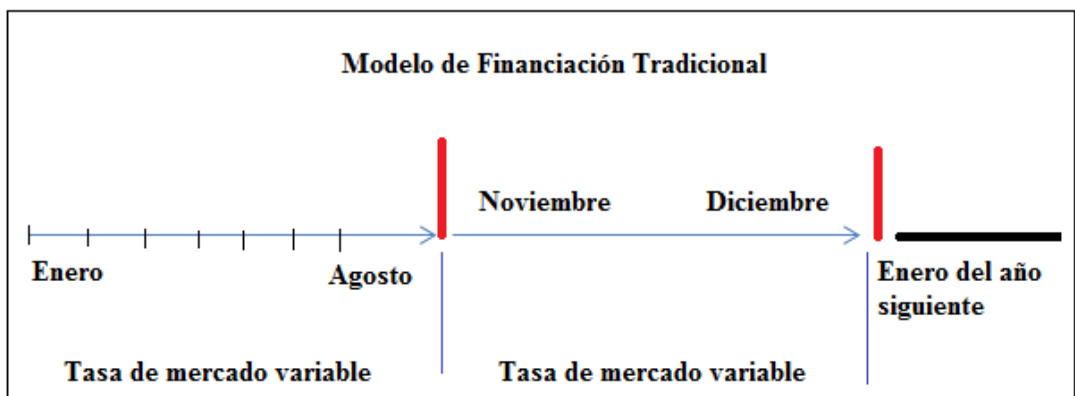 Modelo de Financiación Tradicional
Noviembre
Diciembre
Enero
Agosto
Enero del año
siguiente
Tasa de mercado variable
Tasa de mercado variable